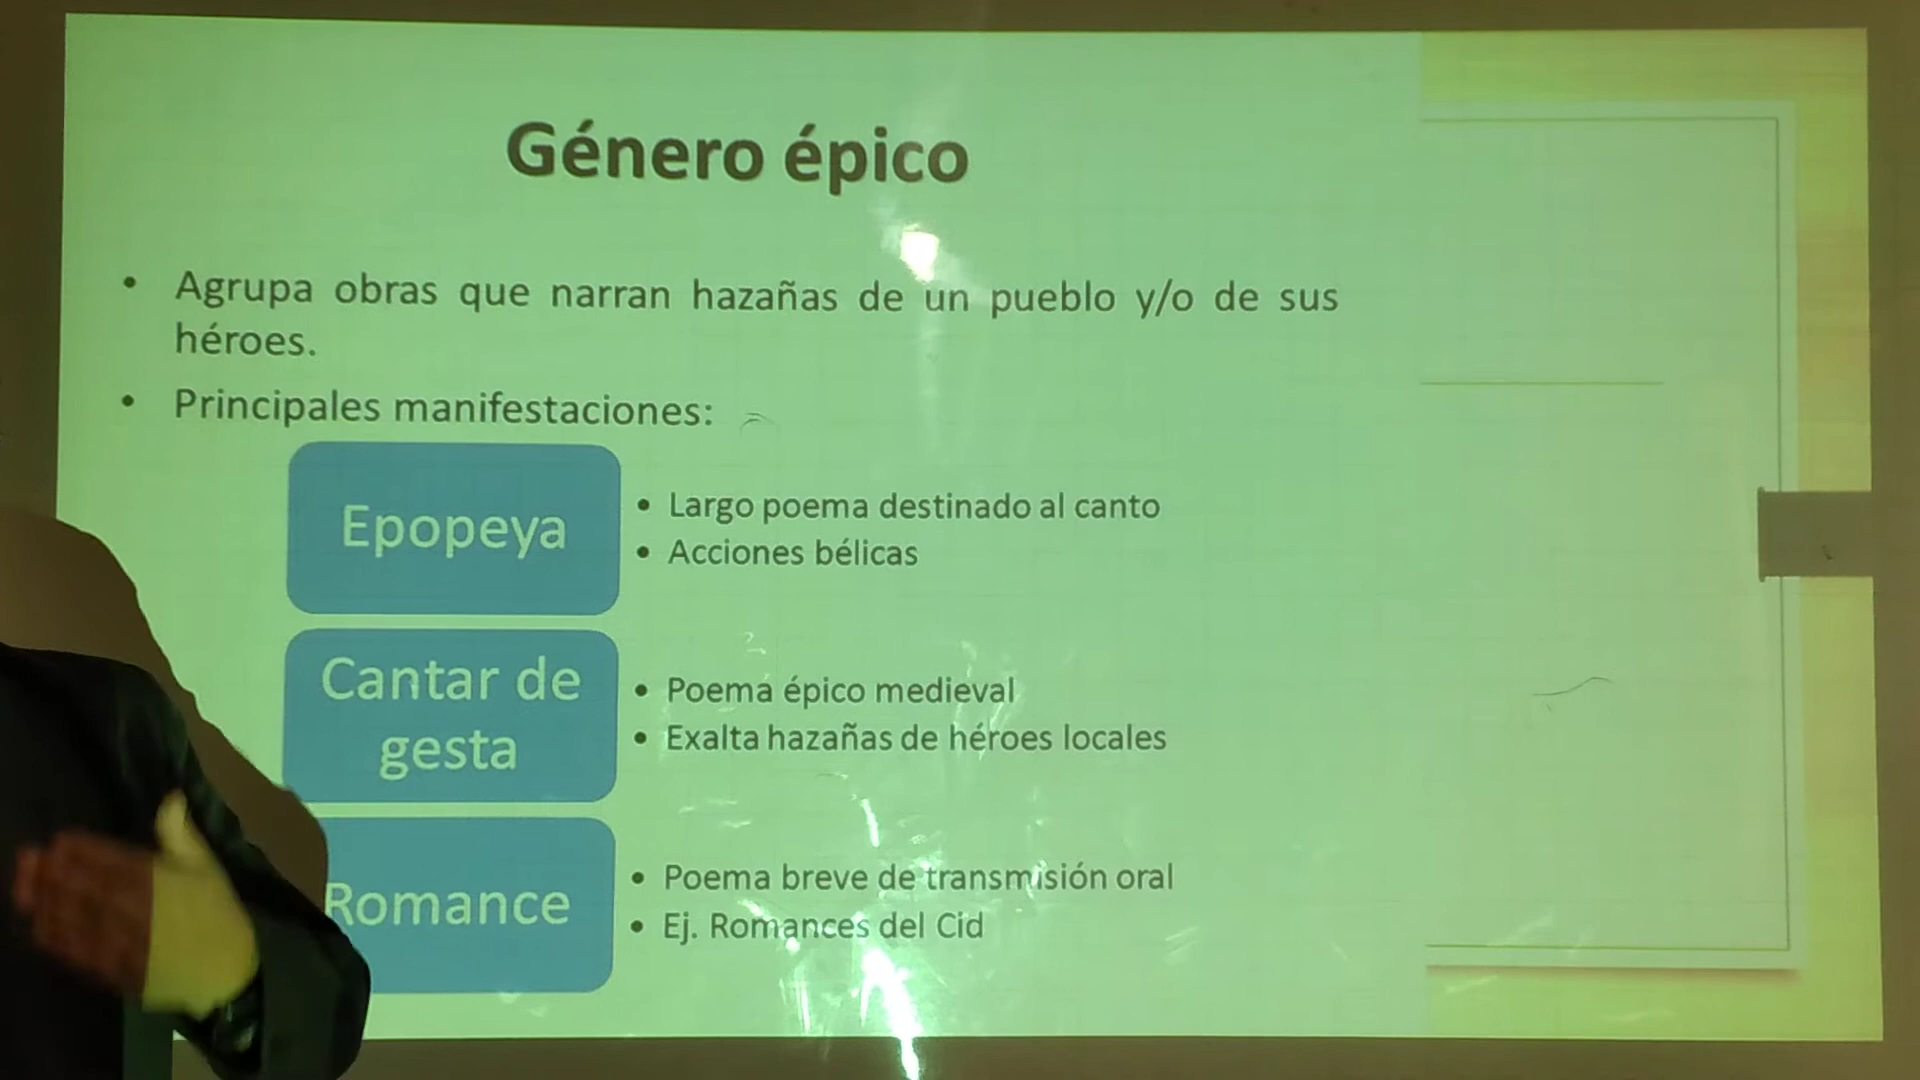 Género épico
• Agrupa obras que narran hazañas de un pueblo y/o de sus
héroes.
• Principales manifestaciones:
Epopeya
• Largo poema destinado al canto
• Acciones bélicas
Cantar de
gesta
• Poema épico medieval
• Exalta hazañas de héroes locales
Romance
• Poema breve de transmisión oral
• Ej. Romances del Cid